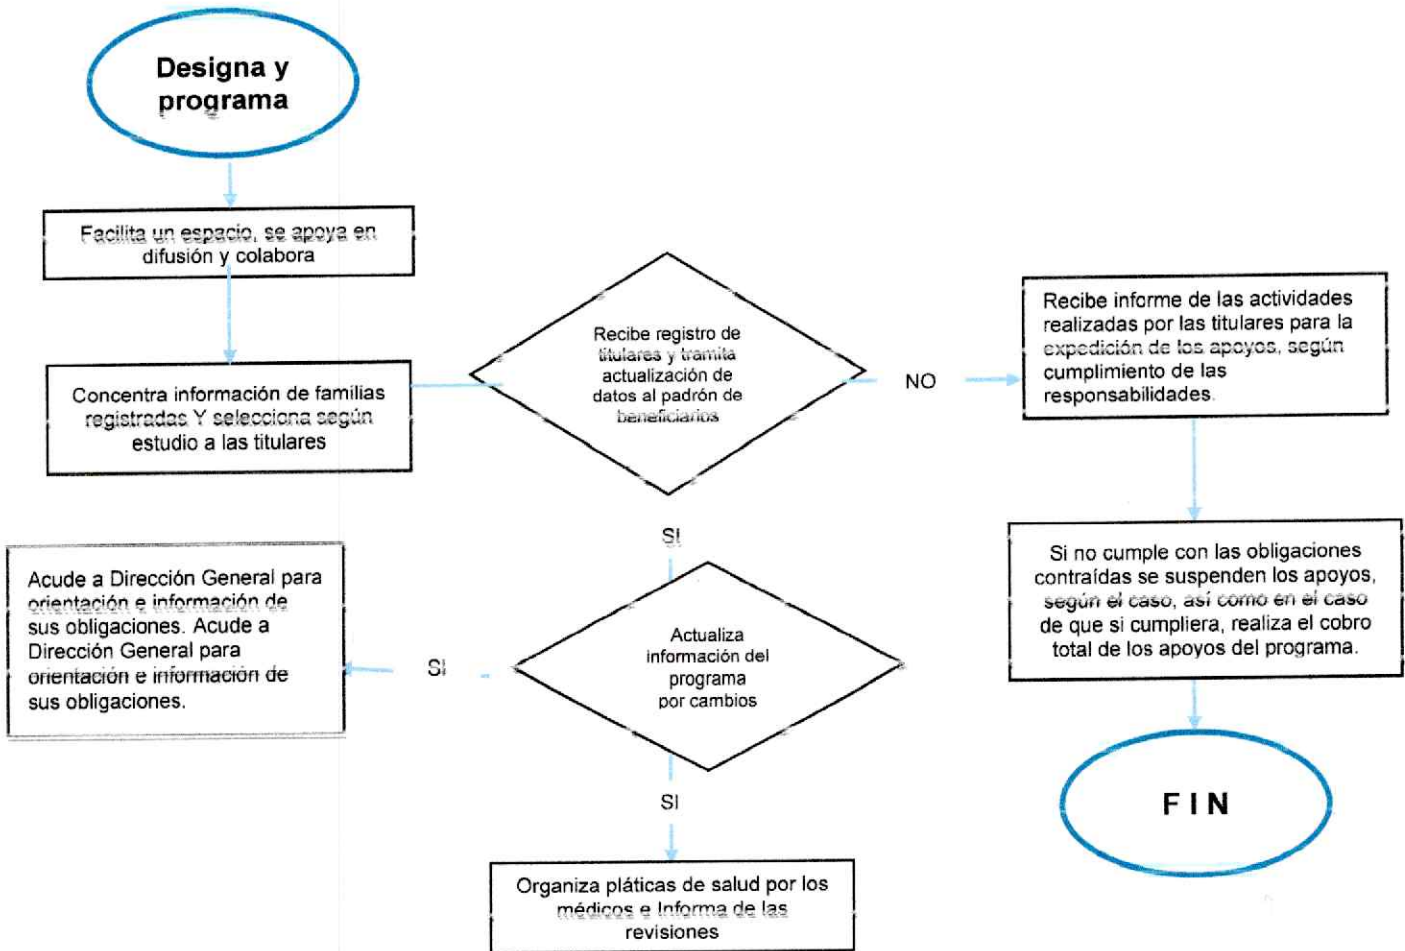 Designa y
programa
Facilita un espacio, se apoya en
difusión y colabora
Concentra información de familias
registradas Y selecciona según
estudio a las titulares
Recibe registro de
titulares y tramita
actualización de
datos al padrón de
beneficiarios
NO
Recibe informe de las actividades
realizadas por las titulares para la
expedición de los apoyos, según
cumplimiento de las
responsabilidades.
SI
Acude a Dirección General para
orientación e información de
sus obligaciones. Acude a
Dirección General para
orientación e información de
sus obligaciones.
SI
Actualiza
información del
programa
por cambios
Si no cumple con las obligaciones
contraídas se suspenden los apoyos,
según el caso, así como en el caso
de que si cumpliera, realiza el cobro
total de los apoyos del programa.
SI
F I N
Organiza pláticas de salud por los
médicos e Informa de las
revisiones